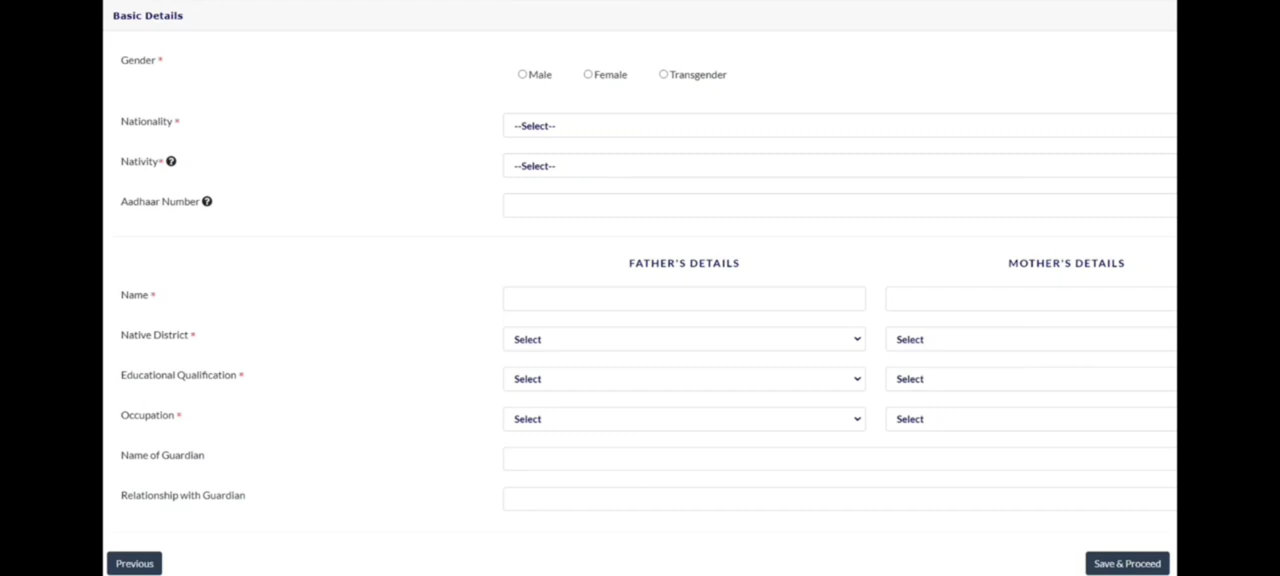 Basic Details
Gender *
Male Female Transgender
Nationality *
--Select--
Nativity* ?
--Select--
Aadhaar Number ?
FATHER'S DETAILS MOTHER'S DETAILS
Name *
Native District * Select Select
Educational Qualification * Select Select
Occupation * Select Select
Name of Guardian
Relationship with Guardian
Previous Save & Proceed